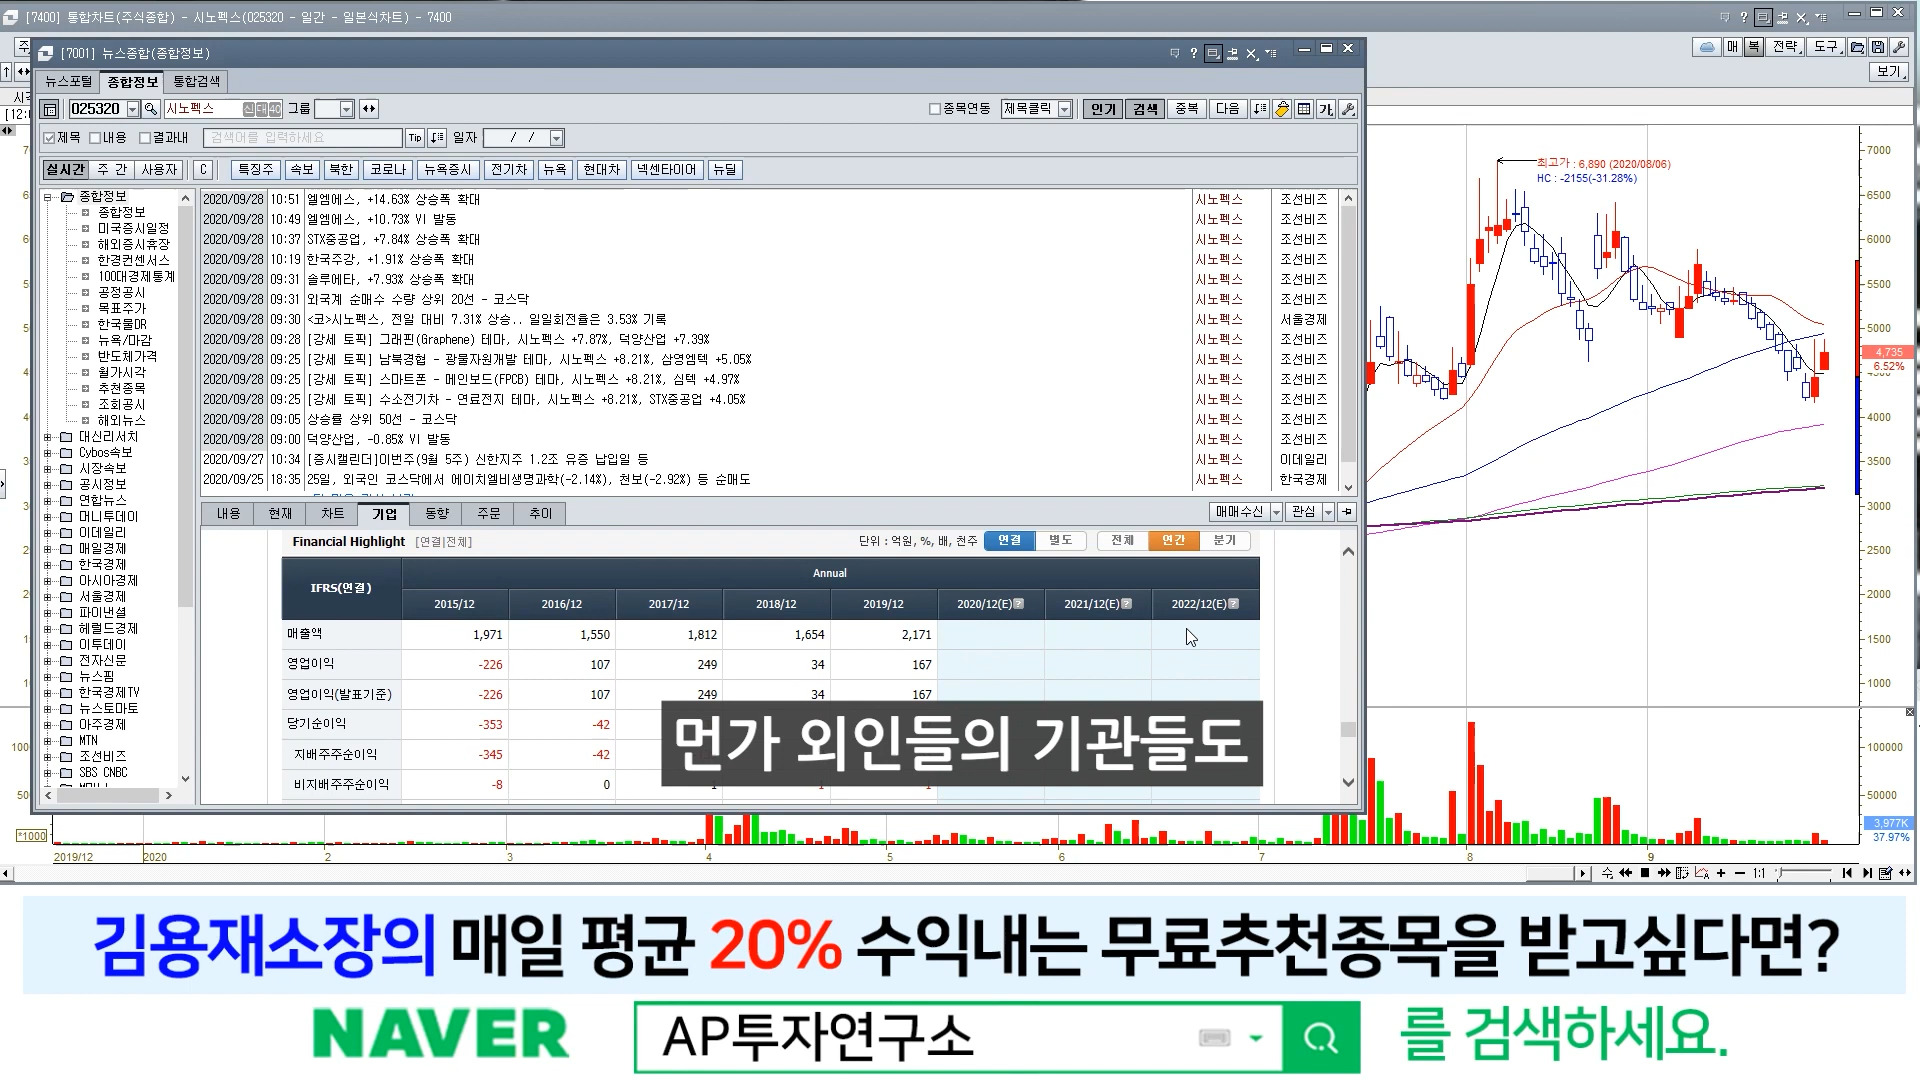 [7400] 통합차트(주식종합) - 시노펙스(025320 - 일간 - 일본식차트) - 7400
매 복 전략 도구
보기
[7001] 뉴스종합(종합정보)
뉴스포털 종합정보 통합검색
025320 시노펙스 신 대 40 그룹 종목연동 제목클릭 인기 검색 중복 다음 가
제목 내용 결과내 검색어를 입력하세요 Tip 일자 / /
실시간 주 간 사용자 C 특징주 속보 북한 코로나 뉴욕증시 전기차 뉴욕 현대차 넥센타이어 뉴딜
종합정보
종합정보
미국증시일정
해외증시휴장
한경컨센서스
100대경제통계
공정공시
목표주가
한국물DR
뉴욕/마감
반도체가격
월가시각
추천종목
조회공시
해외뉴스
대신리서치
Cybos속보
시장속보
공시정보
연합뉴스
머니투데이
이데일리
매일경제
한국경제
아시아경제
서울경제
파이낸셜
헤럴드경제
이투데이
전자신문
뉴스핌
한국경제TV
뉴스토마토
아주경제
MTN
조선비즈
SBS CNBC
2020/09/28 10:51 엘엠에스, +14.63% 상승폭 확대 시노펙스 조선비즈
2020/09/28 10:49 엘엠에스, +10.73% VI 발동 시노펙스 조선비즈
2020/09/28 10:37 STX중공업, +7.84% 상승폭 확대 시노펙스 조선비즈
2020/09/28 10:19 한국주강, +1.91% 상승폭 확대 시노펙스 조선비즈
2020/09/28 09:31 솔루에타, +7.93% 상승폭 확대 시노펙스 조선비즈
2020/09/28 09:31 외국계 순매수 수량 상위 20선 - 코스닥 시노펙스 조선비즈
2020/09/28 09:30 <코>시노펙스, 전일 대비 7.31% 상승.. 일일회전율은 3.53% 기록 시노펙스 서울경제
2020/09/28 09:28 [강세 토픽] 그래핀(Graphene) 테마, 시노펙스 +7.87%, 덕양산업 +7.39% 시노펙스 조선비즈
2020/09/28 09:25 [강세 토픽] 남북경협 - 광물자원개발 테마, 시노펙스 +8.21%, 삼영엠텍 +5.05% 시노펙스 조선비즈
2020/09/28 09:25 [강세 토픽] 스마트폰 - 메인보드(FPCB) 테마, 시노펙스 +8.21%, 심텍 +4.97% 시노펙스 조선비즈
2020/09/28 09:25 [강세 토픽] 수소전기차 - 연료전지 테마, 시노펙스 +8.21%, STX중공업 +4.05% 시노펙스 조선비즈
2020/09/28 09:05 상승률 상위 50선 - 코스닥 시노펙스 조선비즈
2020/09/28 09:00 덕양산업, -0.85% VI 발동 시노펙스 조선비즈
2020/09/27 10:34 [증시캘린더]이번주(9월 5주) 신한지주 1.2조 유증 납입일 등 시노펙스 이데일리
2020/09/25 18:35 25일, 외국인 코스닥에서 에이치엘비생명과학(-2.14%), 천보(-2.92%) 등 순매도 시노펙스 한국경제
내용 현재 차트 기업 동향 주문 추이 매매수신 관심
Financial Highlight [연결|전체] 단위 : 억원, %, 배, 천주 연결 별도 전체 연간 분기
IFRS(연결) Annual
2015/12 2016/12 2017/12 2018/12 2019/12 2020/12(E) 2021/12(E) 2022/12(E)
매출액 1,971 1,550 1,812 1,654 2,171
영업이익 -226 107 249 34 167
영업이익(발표기준) -226 107 249 34 167
당기순이익 -353 -42
지배주주순이익 -345 -42
비지배주주순이익 -8 0
먼가 외인들의 기관들도
최고가 : 6,890 (2020/08/06)
HC : -2155(-31.28%)
7000
6500
6000
5500
5000
4,735
6.52%
4000
3500
3000
2500
2000
1500
1000
100000
50000
3,977K
37.97%
*1000
2019/12 2020 2 3 4 5 6 7 8 9
1:1
김용재소장의 매일 평균 20% 수익내는 무료추천종목을 받고싶다면?
NAVER AP투자연구소 를 검색하세요.